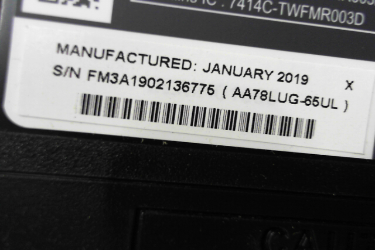 : 7414C-TWFMR003D
MANUFACTURED: JANUARY 2019 X
S/N FM3A1902136775 ( AA78LUG-65UL )